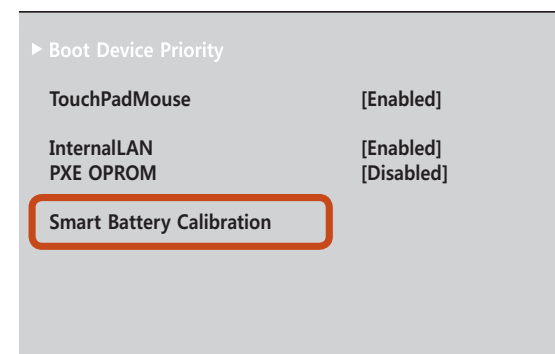 ▶ Boot Device Priority
TouchPadMouse [Enabled]
InternalLAN [Enabled]
PXE OPROM [Disabled]
Smart Battery Calibration